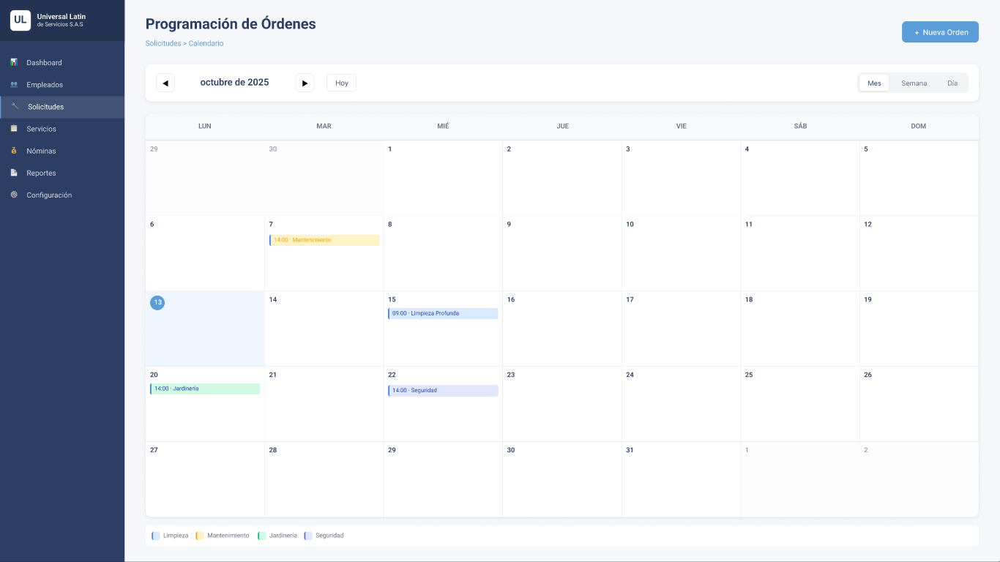 UL
Universal Latin
de Servicios S.A.S
Dashboard
Empleados
Solicitudes
Servicios
Nóminas
Reportes
Configuración
Programación de Órdenes
Solicitudes > Calendario
+ Nueva Orden
octubre de 2025
Hoy
Mes Semana Día
LUN MAR MIÉ JUE VIE SÁB DOM
29 30 1 2 3 4 5
6 7 8 9 10 11 12
14:00 · Mantenimiento
13 14 15 16 17 18 19
09:00 · Limpieza Profunda
20 21 22 23 24 25 26
14:00 · Jardinería
14:00 · Seguridad
27 28 29 30 31 1 2
Limpieza Mantenimiento Jardinería Seguridad